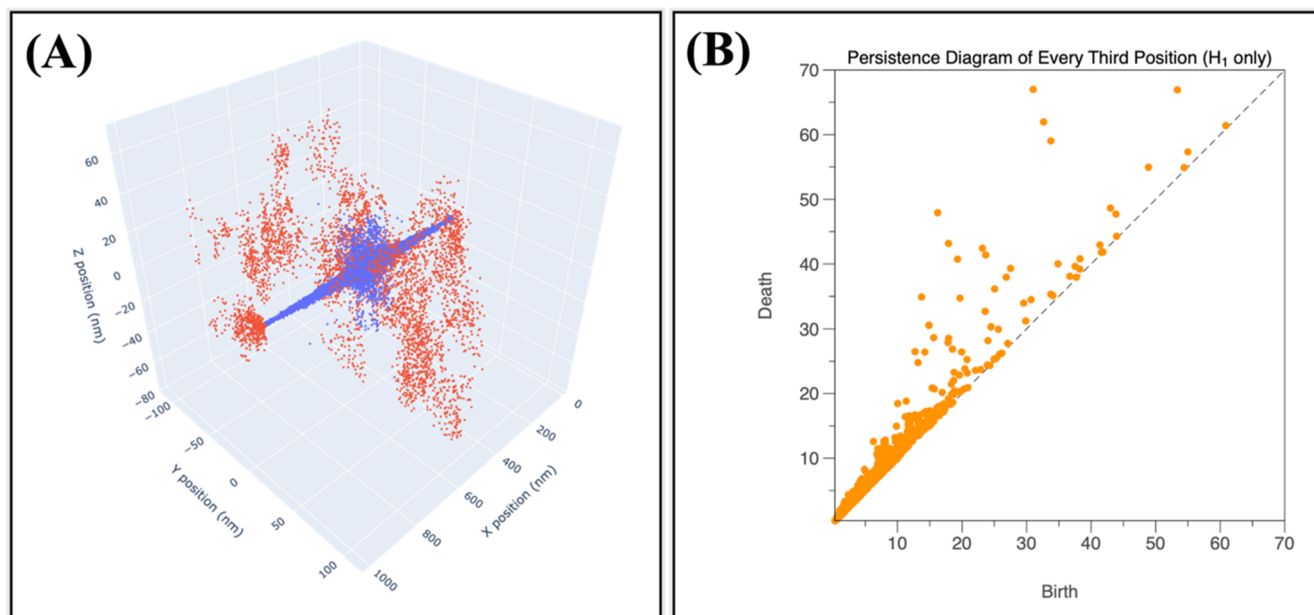 (A)
60
40
20
0
−20
−40
−60
−80
Z position (nm)
−100
−50
0
50
100
Y position (nm)
0
200
400
600
800
1000
X position (nm)
(B)
Persistence Diagram of Every Third Position (H₁ only)
70
60
50
40
30
20
10
Death
10 20 30 40 50 60 70
Birth